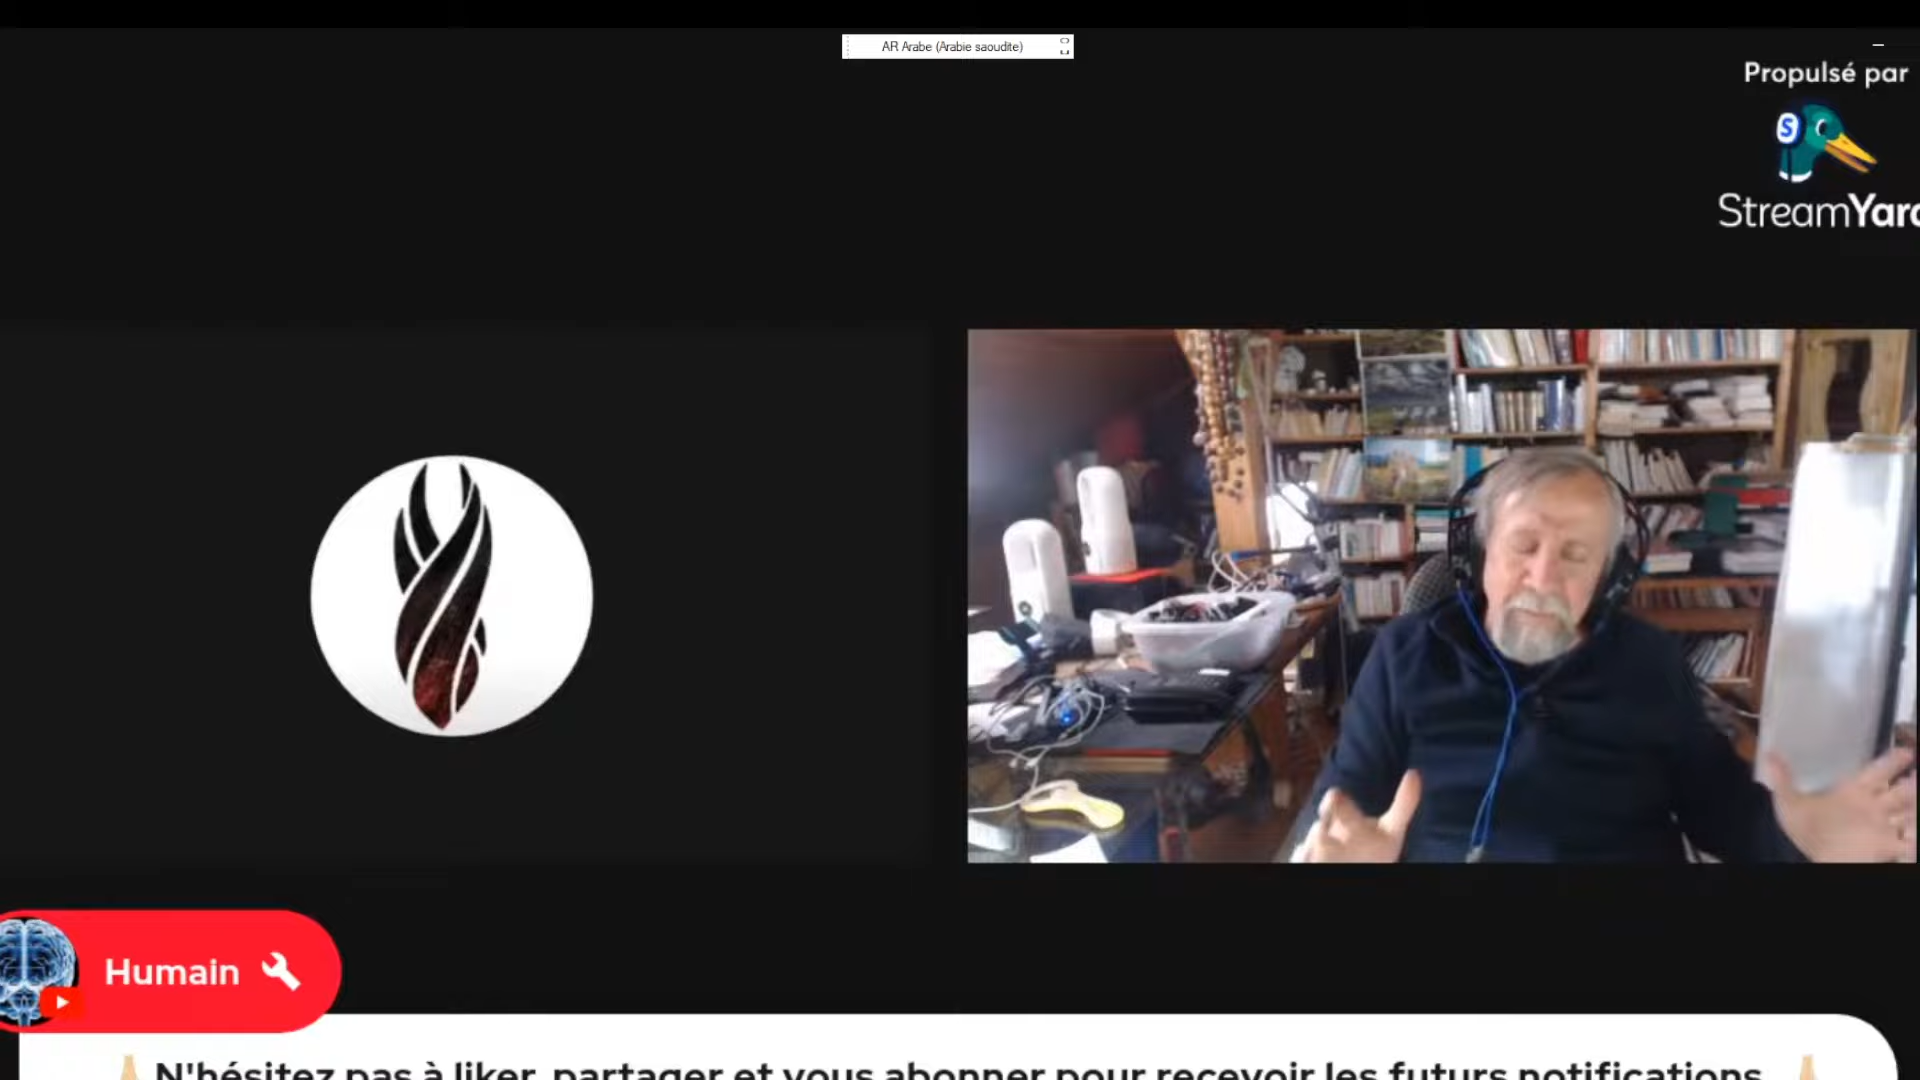 AR Arabe (Arabie saoudite)
Propulsé par
S
StreamYard
Humain
N'hésitez pas à liker, partager et vous abonner pour recevoir les futurs notifications